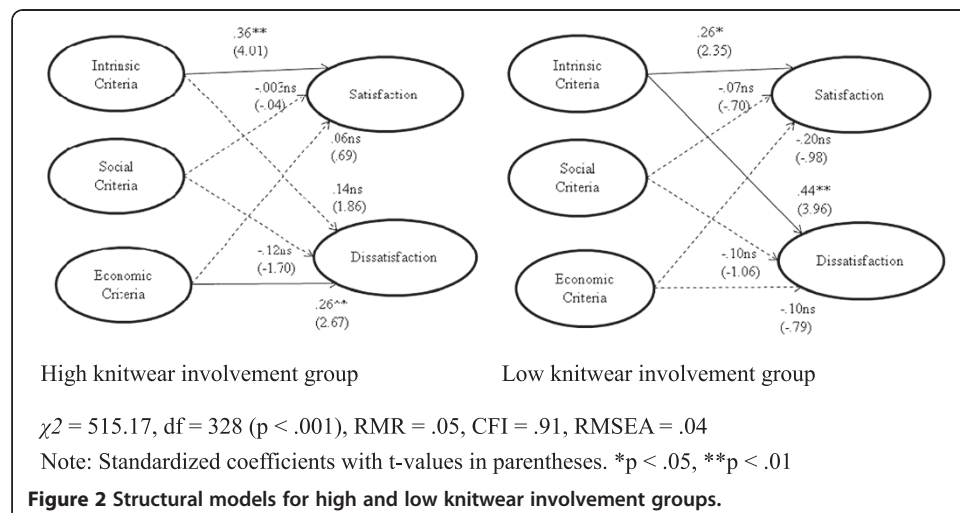 .36**
(4.01)
Intrinsic
Criteria
-.003ns
(-.04)
Satisfaction
.06ns
(.69)
Social
Criteria
.14ns
(1.86)
-.12ns
(-1.70)
Dissatisfaction
Economic
Criteria
.26**
(2.67)
.26*
(2.35)
Intrinsic
Criteria
-.07ns
(-.70)
Satisfaction
-.20ns
(-.98)
Social
Criteria
.44**
(3.96)
-.10ns
(-1.06)
Dissatisfaction
Economic
Criteria
-.10ns
(-.79)
High knitwear involvement group
Low knitwear involvement group
χ2 = 515.17, df = 328 (p < .001), RMR = .05, CFI = .91, RMSEA = .04
Note: Standardized coefficients with t-values in parentheses. *p < .05, **p < .01
Figure 2 Structural models for high and low knitwear involvement groups.